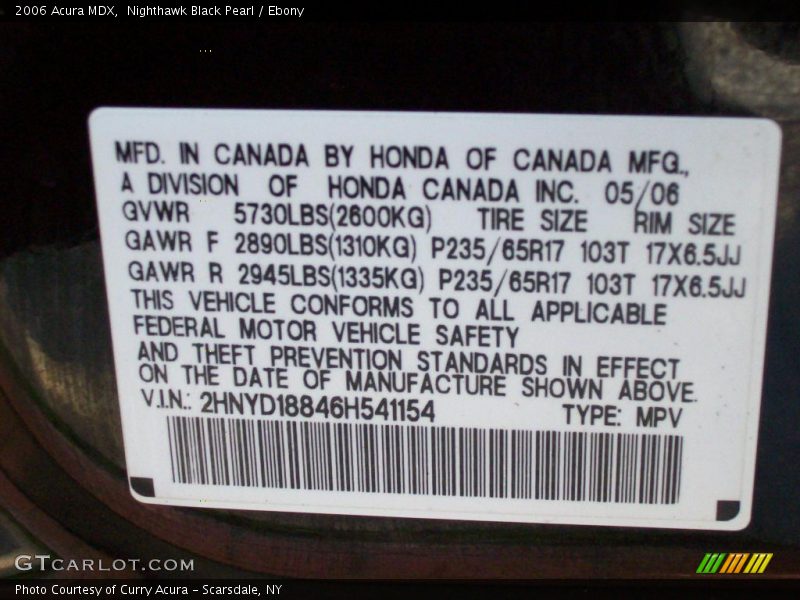 2006 Acura MDX,  Nighthawk Black Pearl / Ebony
...
MFD. IN CANADA BY HONDA OF CANADA MFG.,
A DIVISION OF HONDA CANADA INC. 05/06
GVWR 5730LBS(2600KG) TIRE SIZE RIM SIZE
GAWR F 2890LBS(1310KG) P235/65R17 103T 17X6.5JJ
GAWR R 2945LBS(1335KG) P235/65R17 103T 17X6.5JJ
THIS VEHICLE CONFORMS TO ALL APPLICABLE
FEDERAL MOTOR VEHICLE SAFETY
AND THEFT PREVENTION STANDARDS IN EFFECT
ON THE DATE OF MANUFACTURE SHOWN ABOVE.
V.I.N.: 2HNYD18846H541154 TYPE: MPV
GTCARLOT.COM
Photo Courtesy of Curry Acura - Scarsdale, NY